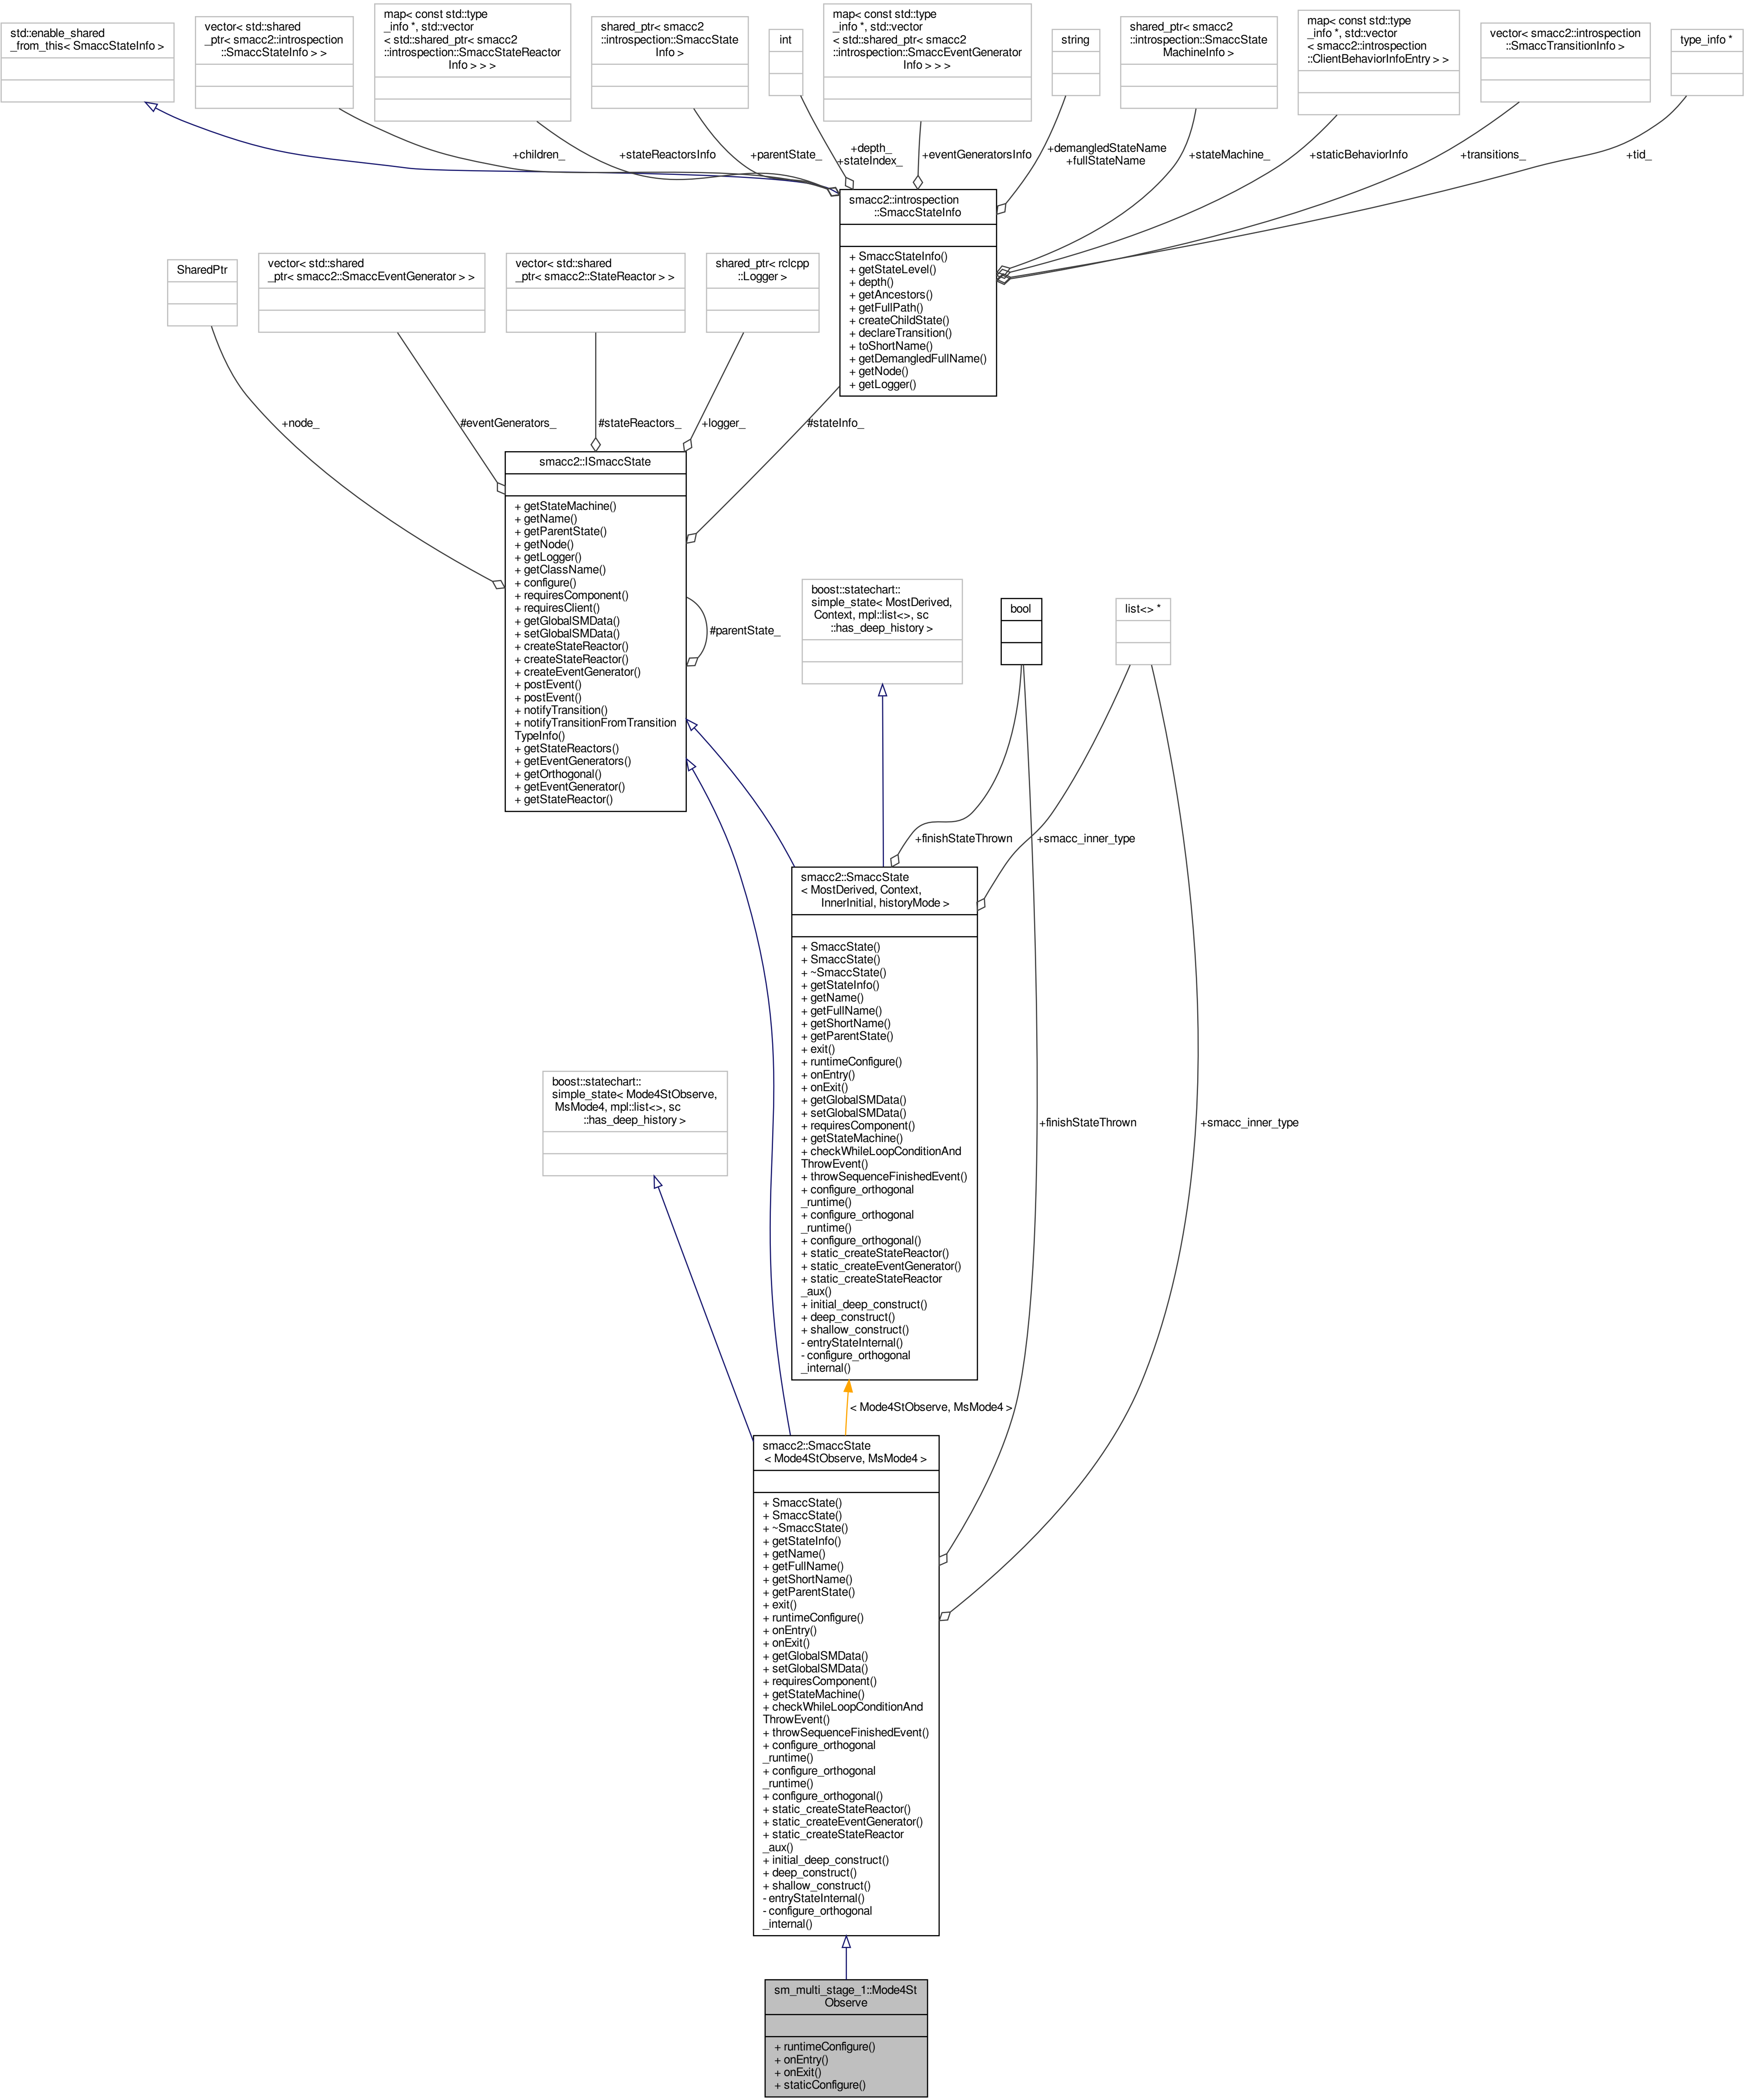 std::enable_shared
_from_this< SmaccStateInfo >
vector< std::shared
_ptr< smacc2::introspection
::SmaccStateInfo > >
map< const std::type
_info *, std::vector
< std::shared_ptr< smacc2
::introspection::SmaccStateReactor
Info > > >
shared_ptr< smacc2
::introspection::SmaccState
Info >
int
map< const std::type
_info *, std::vector
< std::shared_ptr< smacc2
::introspection::SmaccEventGenerator
Info > > >
string
shared_ptr< smacc2
::introspection::SmaccState
MachineInfo >
map< const std::type
_info *, std::vector
< smacc2::introspection
::ClientBehaviorInfoEntry > >
vector< smacc2::introspection
::SmaccTransitionInfo >
type_info *
+children_
+stateReactorsInfo
+parentState_
+depth_
+stateIndex_
+eventGeneratorsInfo
+demangledStateName
+fullStateName
+stateMachine_
+staticBehaviorInfo
+transitions_
+tid_
smacc2::introspection
::SmaccStateInfo
+ SmaccStateInfo()
+ getStateLevel()
+ depth()
+ getAncestors()
+ getFullPath()
+ createChildState()
+ declareTransition()
+ toShortName()
+ getDemangledFullName()
+ getNode()
+ getLogger()
SharedPtr
vector< std::shared
_ptr< smacc2::SmaccEventGenerator > >
vector< std::shared
_ptr< smacc2::StateReactor > >
shared_ptr< rclcpp
::Logger >
+node_
#eventGenerators_
#stateReactors_
+logger_
#stateInfo_
smacc2::ISmaccState
+ getStateMachine()
+ getName()
+ getParentState()
+ getNode()
+ getLogger()
+ getClassName()
+ configure()
+ requiresComponent()
+ requiresClient()
+ getGlobalSMData()
+ setGlobalSMData()
+ createStateReactor()
+ createStateReactor()
+ createEventGenerator()
+ postEvent()
+ postEvent()
+ notifyTransition()
+ notifyTransitionFromTransition
TypeInfo()
+ getStateReactors()
+ getEventGenerators()
+ getOrthogonal()
+ getEventGenerator()
+ getStateReactor()
#parentState_
boost::statechart::
simple_state< MostDerived,
Context, mpl::list<>, sc
::has_deep_history >
bool
list<> *
+finishStateThrown
+smacc_inner_type
smacc2::SmaccState
< MostDerived, Context,
InnerInitial, historyMode >
+ SmaccState()
+ SmaccState()
+ ~SmaccState()
+ getStateInfo()
+ getName()
+ getFullName()
+ getShortName()
+ getParentState()
+ exit()
+ runtimeConfigure()
+ onEntry()
+ onExit()
+ getGlobalSMData()
+ setGlobalSMData()
+ requiresComponent()
+ getStateMachine()
+ checkWhileLoopConditionAnd
ThrowEvent()
+ throwSequenceFinishedEvent()
+ configure_orthogonal
_runtime()
+ configure_orthogonal
_runtime()
+ configure_orthogonal()
+ static_createStateReactor()
+ static_createEventGenerator()
+ static_createStateReactor
_aux()
+ initial_deep_construct()
+ deep_construct()
+ shallow_construct()
- entryStateInternal()
- configure_orthogonal
_internal()
boost::statechart::
simple_state< Mode4StObserve,
MsMode4, mpl::list<>, sc
::has_deep_history >
+finishStateThrown
+smacc_inner_type
< Mode4StObserve, MsMode4 >
smacc2::SmaccState
< Mode4StObserve, MsMode4 >
+ SmaccState()
+ SmaccState()
+ ~SmaccState()
+ getStateInfo()
+ getName()
+ getFullName()
+ getShortName()
+ getParentState()
+ exit()
+ runtimeConfigure()
+ onEntry()
+ onExit()
+ getGlobalSMData()
+ setGlobalSMData()
+ requiresComponent()
+ getStateMachine()
+ checkWhileLoopConditionAnd
ThrowEvent()
+ throwSequenceFinishedEvent()
+ configure_orthogonal
_runtime()
+ configure_orthogonal
_runtime()
+ configure_orthogonal()
+ static_createStateReactor()
+ static_createEventGenerator()
+ static_createStateReactor
_aux()
+ initial_deep_construct()
+ deep_construct()
+ shallow_construct()
- entryStateInternal()
- configure_orthogonal
_internal()
sm_multi_stage_1::Mode4St
Observe
+ runtimeConfigure()
+ onEntry()
+ onExit()
+ staticConfigure()